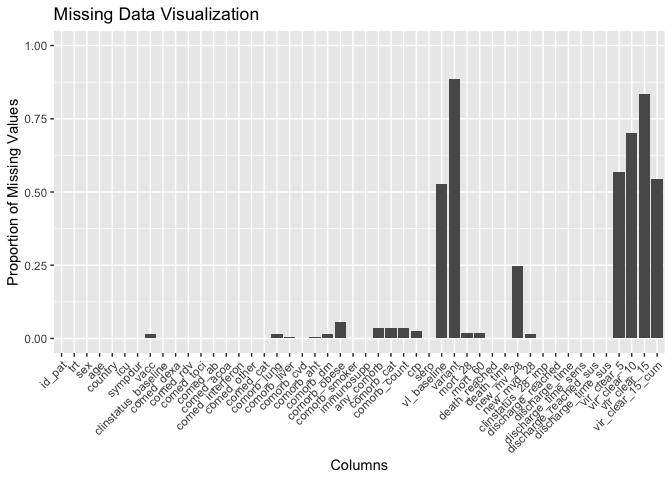 Missing Data Visualization
1.00
0.75
0.50
0.25
0.00
Proportion of Missing Values
id_pat
trt
sex
age
country
icu
sympdur
vacc
clinstatus_baseline
comed_dexa
comed_rdv
comed_toci
comed_ab
comed_acoa
comed_interferon
comed_other
comed_cat
comorb_lung
comorb_liver
comorb_cvd
comorb_aht
comorb_dm
comorb_obese
comorb_smoker
immunosupp
any_comorb
comorb_cat
comorb_count
crp
sero
vl_baseline
variant
mort_28
mort_60
death_reached
death_time
new_mv_28
new_mvd_28
clinstatus_28_imp
discharge_reached
discharge_time
discharge_time_sens
discharge_reached_sus
discharge_time_sus
vir_clear_5
vir_clear_10
vir_clear_15
vir_clear_15_cum
Columns